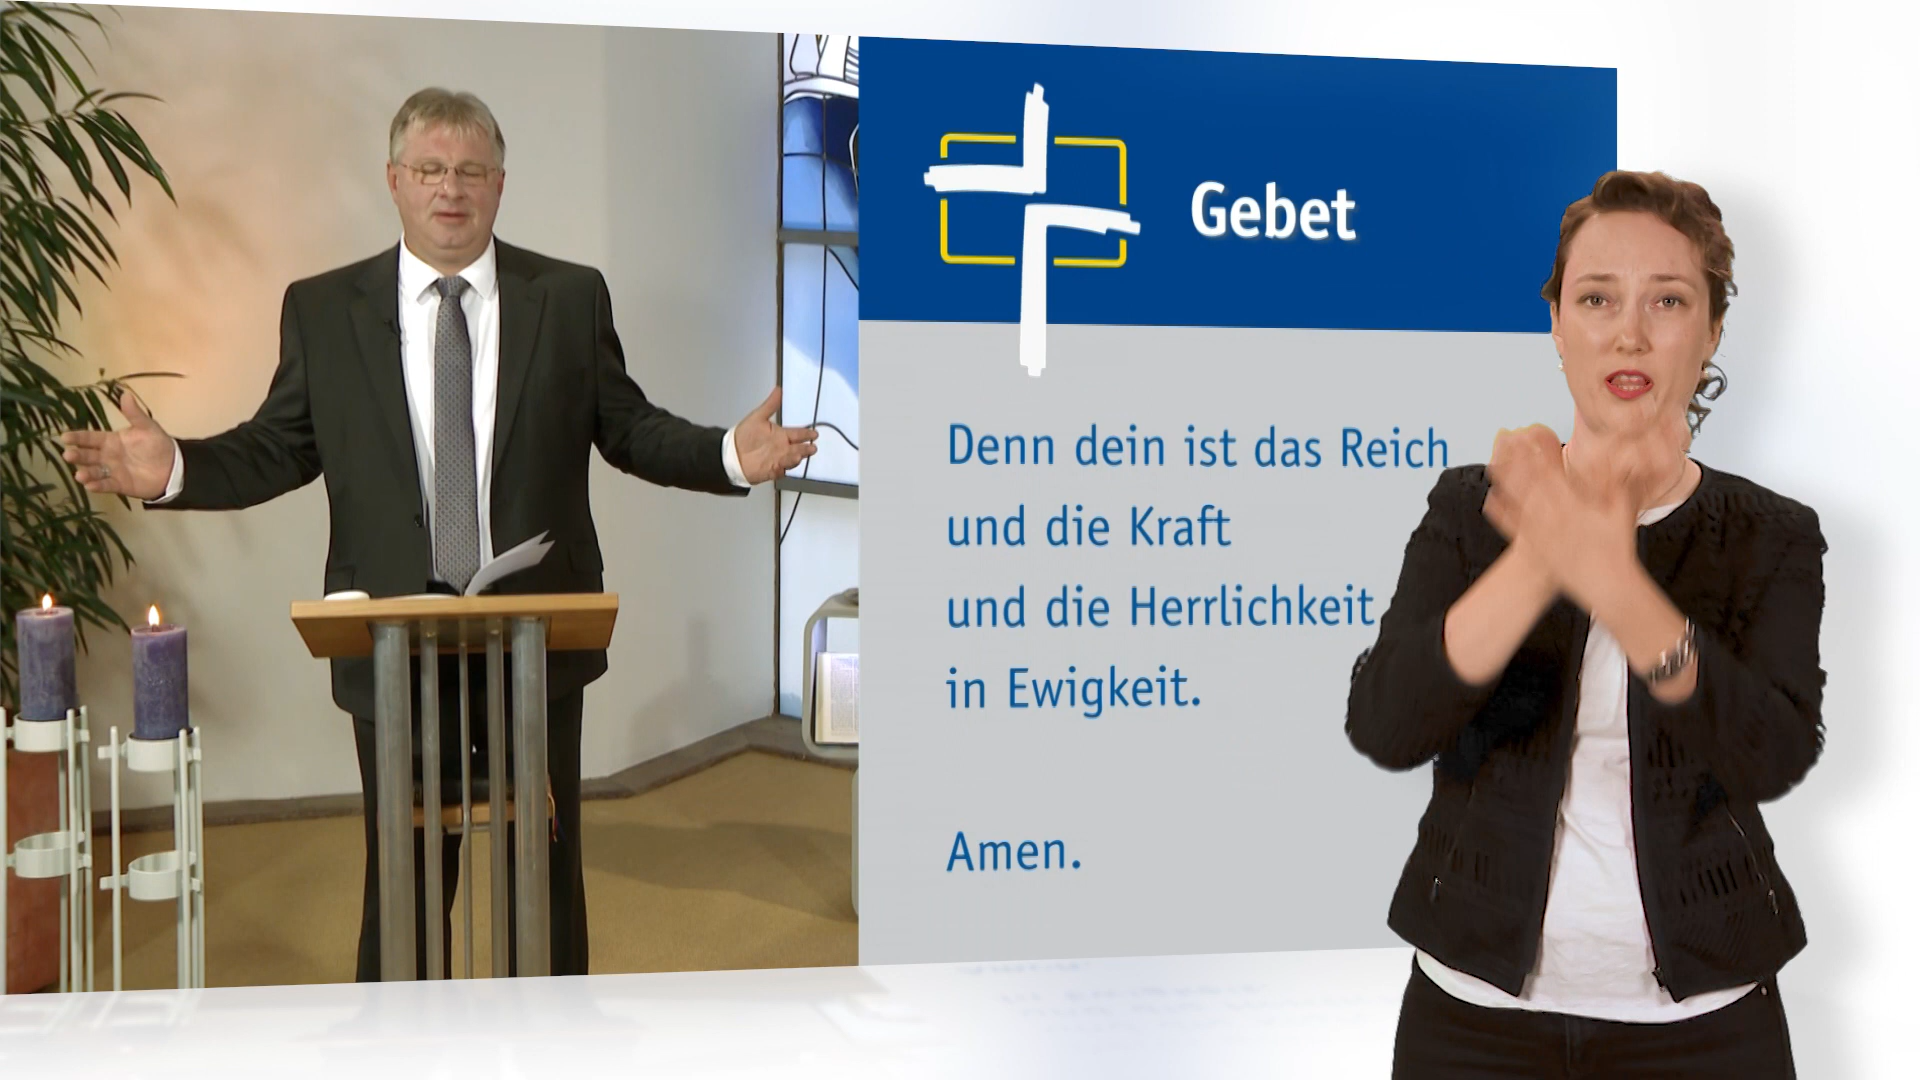 Gebet
Denn dein ist das Reich
und die Kraft
und die Herrlichkeit
in Ewigkeit.
Amen.